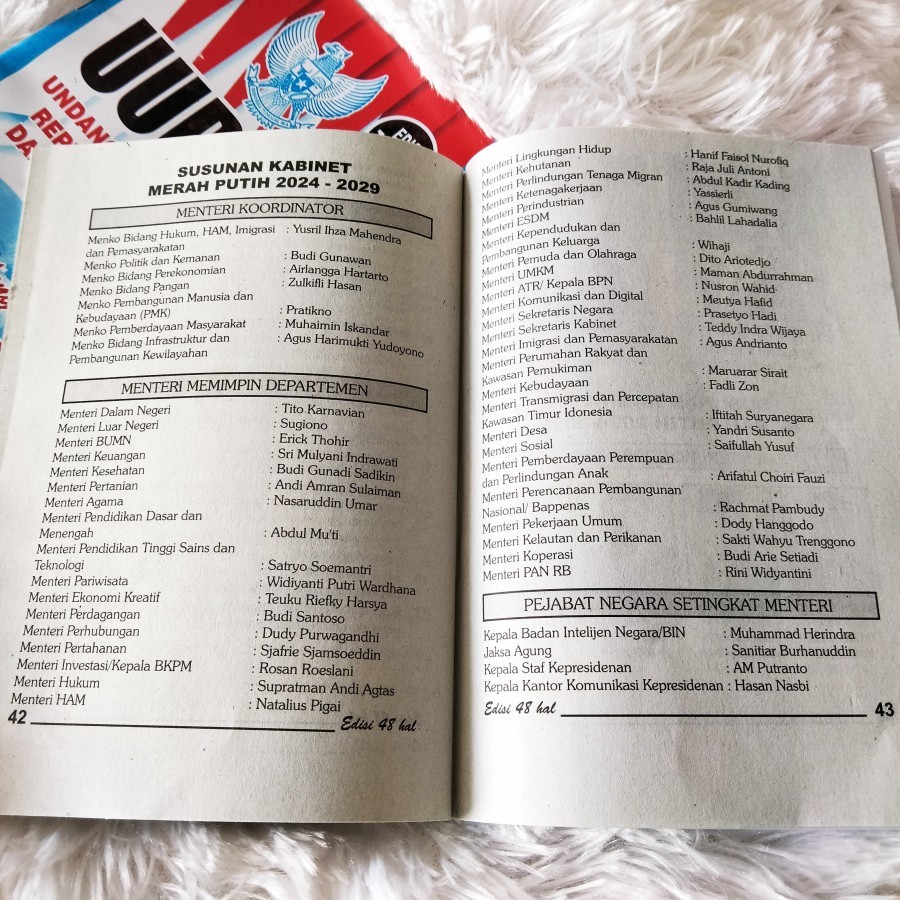 UUD
UNDANG
REP
DA
EDISI
SUSUNAN KABINET
MERAH PUTIH 2024 - 2029
MENTERI KOORDINATOR
Menko Bidang Hukum, HAM, Imigrasi : Yusril Ihza Mahendra
dan Pemasyarakatan
Menko Politik dan Kemanan : Budi Gunawan
Menko Bidang Perekonomian : Airlangga Hartarto
Menko Bidang Pangan : Zulkifli Hasan
Menko Pembangunan Manusia dan
Kebudayaan (PMK) : Pratikno
Menko Pemberdayaan Masyarakat : Muhaimin Iskandar
Menko Bidang Infrastruktur dan : Agus Harimukti Yudoyono
Pembangunan Kewilayahan
MENTERI MEMIMPIN DEPARTEMEN
Menteri Dalam Negeri : Tito Karnavian
Menteri Luar Negeri : Sugiono
Menteri BUMN : Erick Thohir
Menteri Keuangan : Sri Mulyani Indrawati
Menteri Kesehatan : Budi Gunadi Sadikin
Menteri Pertanian : Andi Amran Sulaiman
Menteri Agama : Nasaruddin Umar
Menteri Pendidikan Dasar dan
Menengah : Abdul Mu'ti
Menteri Pendidikan Tinggi Sains dan
Teknologi : Satryo Soemantri
Menteri Pariwisata : Widiyanti Putri Wardhana
Menteri Ekonomi Kreatif : Teuku Riefky Harsya
Menteri Perdagangan : Budi Santoso
Menteri Perhubungan : Dudy Purwagandhi
Menteri Pertahanan : Sjafrie Sjamsoeddin
Menteri Investasi/Kepala BKPM : Rosan Roeslani
Menteri Hukum : Supratman Andi Agtas
Menteri HAM : Natalius Pigai
42 Edisi 48 hal
Menteri Lingkungan Hidup : Hanif Faisol Nurofiq
Menteri Kehutanan : Raja Juli Antoni
Menteri Perlindungan Tenaga Migran : Abdul Kadir Kading
Menteri Ketenagakerjaan : Yassierli
Menteri Perindustrian : Agus Gumiwang
Menteri ESDM : Bahlil Lahadalia
Menteri Kependudukan dan
Pembangunan Keluarga : Wihaji
Menteri Pemuda dan Olahraga : Dito Ariotedjo
Menteri UMKM : Maman Abdurrahman
Menteri ATR/ Kepala BPN : Nusron Wahid
Menteri Komunikasi dan Digital : Meutya Hafid
Menteri Sekretaris Negara : Prasetyo Hadi
Menteri Sekretaris Kabinet : Teddy Indra Wijaya
Menteri Imigrasi dan Pemasyarakatan : Agus Andrianto
Menteri Perumahan Rakyat dan
Kawasan Pemukiman : Maruarar Sirait
Menteri Kebudayaan : Fadli Zon
Menteri Transmigrasi dan Percepatan
Kawasan Timur Idonesia : Iftitah Suryanegara
Menteri Desa : Yandri Susanto
Menteri Sosial : Saifullah Yusuf
Menteri Pemberdayaan Perempuan
dan Perlindungan Anak : Arifatul Choiri Fauzi
Menteri Perencanaan Pembangunan
Nasional/ Bappenas : Rachmat Pambudy
Menteri Pekerjaan Umum : Dody Hanggodo
Menteri Kelautan dan Perikanan : Sakti Wahyu Trenggono
Menteri Koperasi : Budi Arie Setiadi
Menteri PAN RB : Rini Widyantini
PEJABAT NEGARA SETINGKAT MENTERI
Kepala Badan Intelijen Negara/BIN : Muhammad Herindra
Jaksa Agung : Sanitiar Burhanuddin
Kepala Staf Kepresidenan : AM Putranto
Kepala Kantor Komunikasi Kepresidenan : Hasan Nasbi
Edisi 48 hal 43